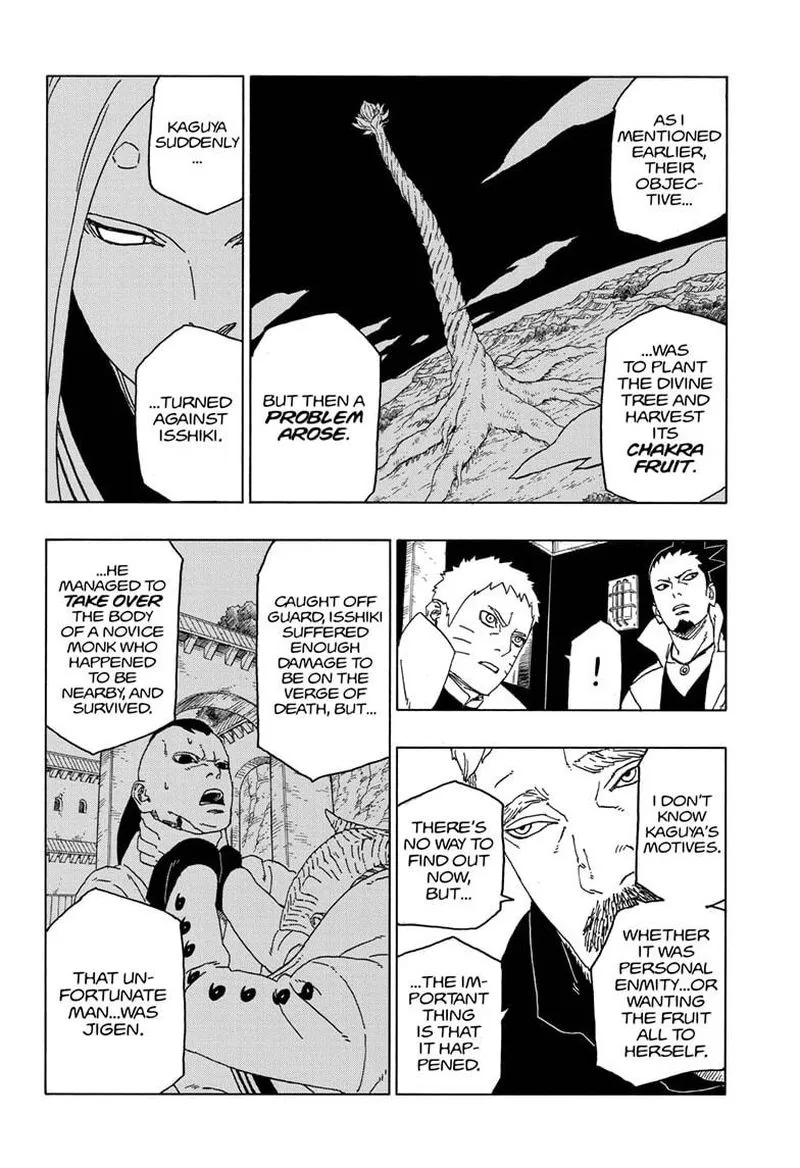 AS I
MENTIONED
EARLIER,
THEIR
OBJEC-
TIVE...
...WAS
TO PLANT
THE DIVINE
TREE AND
HARVEST
ITS
CHAKRA
FRUIT.
BUT THEN A
PROBLEM
AROSE.
KAGUYA
SUDDENLY
...
...TURNED
AGAINST
ISSHIKI.
!
I DON'T
KNOW
KAGUYA'S
MOTIVES.
WHETHER
IT WAS
PERSONAL
ENMITY...OR
WANTING
THE FRUIT
ALL TO
HERSELF.
THERE'S
NO WAY TO
FIND OUT
NOW,
BUT...
...THE IM-
PORTANT
THING
IS THAT
IT HAP-
PENED.
CAUGHT OFF
GUARD, ISSHIKI
SUFFERED
ENOUGH
DAMAGE TO
BE ON THE
VERGE OF
DEATH, BUT...
...HE
MANAGED TO
TAKE OVER
THE BODY
OF A NOVICE
MONK WHO
HAPPENED
TO BE
NEARBY, AND
SURVIVED.
THAT UN-
FORTUNATE
MAN...WAS
JIGEN.